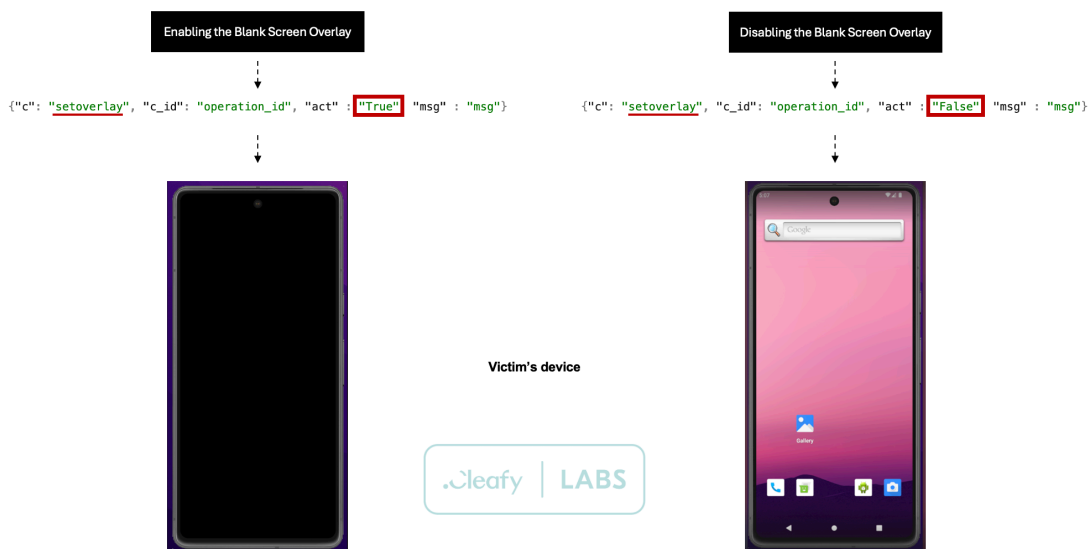 Enabling the Blank Screen Overlay
Disabling the Blank Screen Overlay
{"c": "setoverlay", "c_id": "operation_id", "act" : "True" "msg" : "msg"}
{"c": "setoverlay", "c_id": "operation_id", "act" : "False" "msg" : "msg"}
Google
Victim's device
Gallery
.Cleafy | LABS